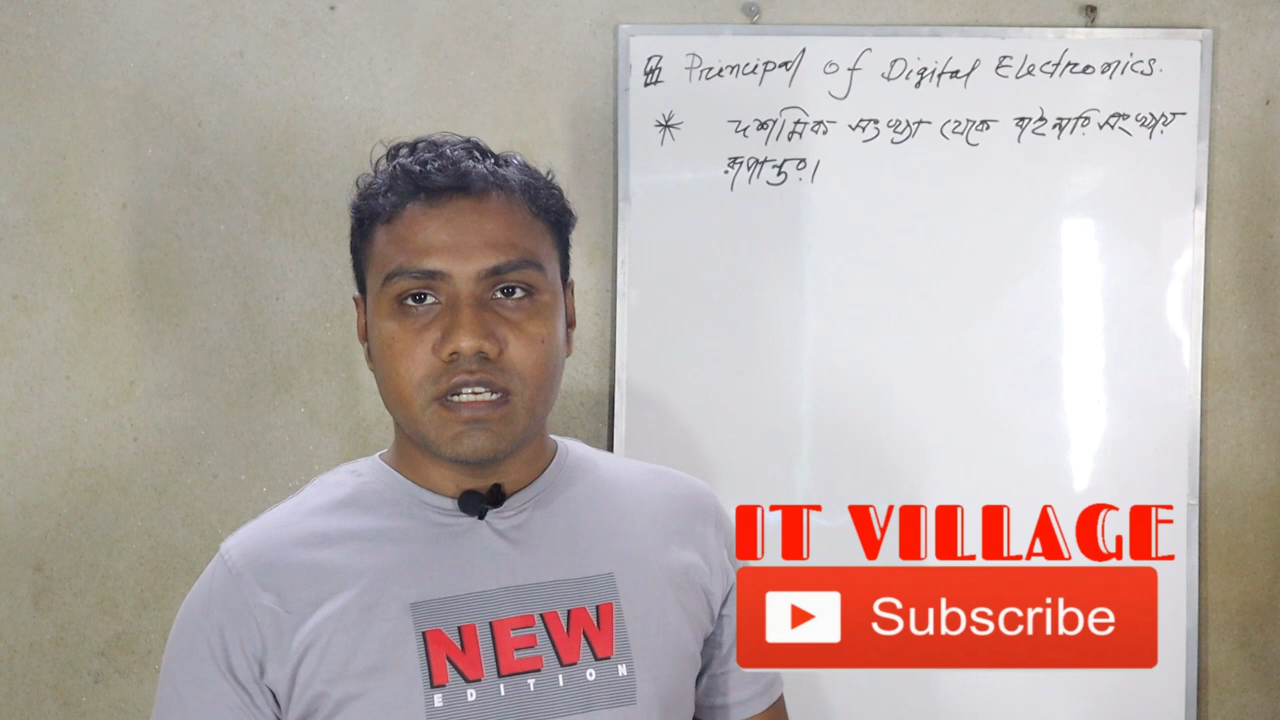 Principal of Digital Electronics.
* দশমিক সংখ্যা থেকে বাইনারি সংখ্যায়
রূপান্তর।
IT VILLAGE
Subscribe
NEW
EDITION